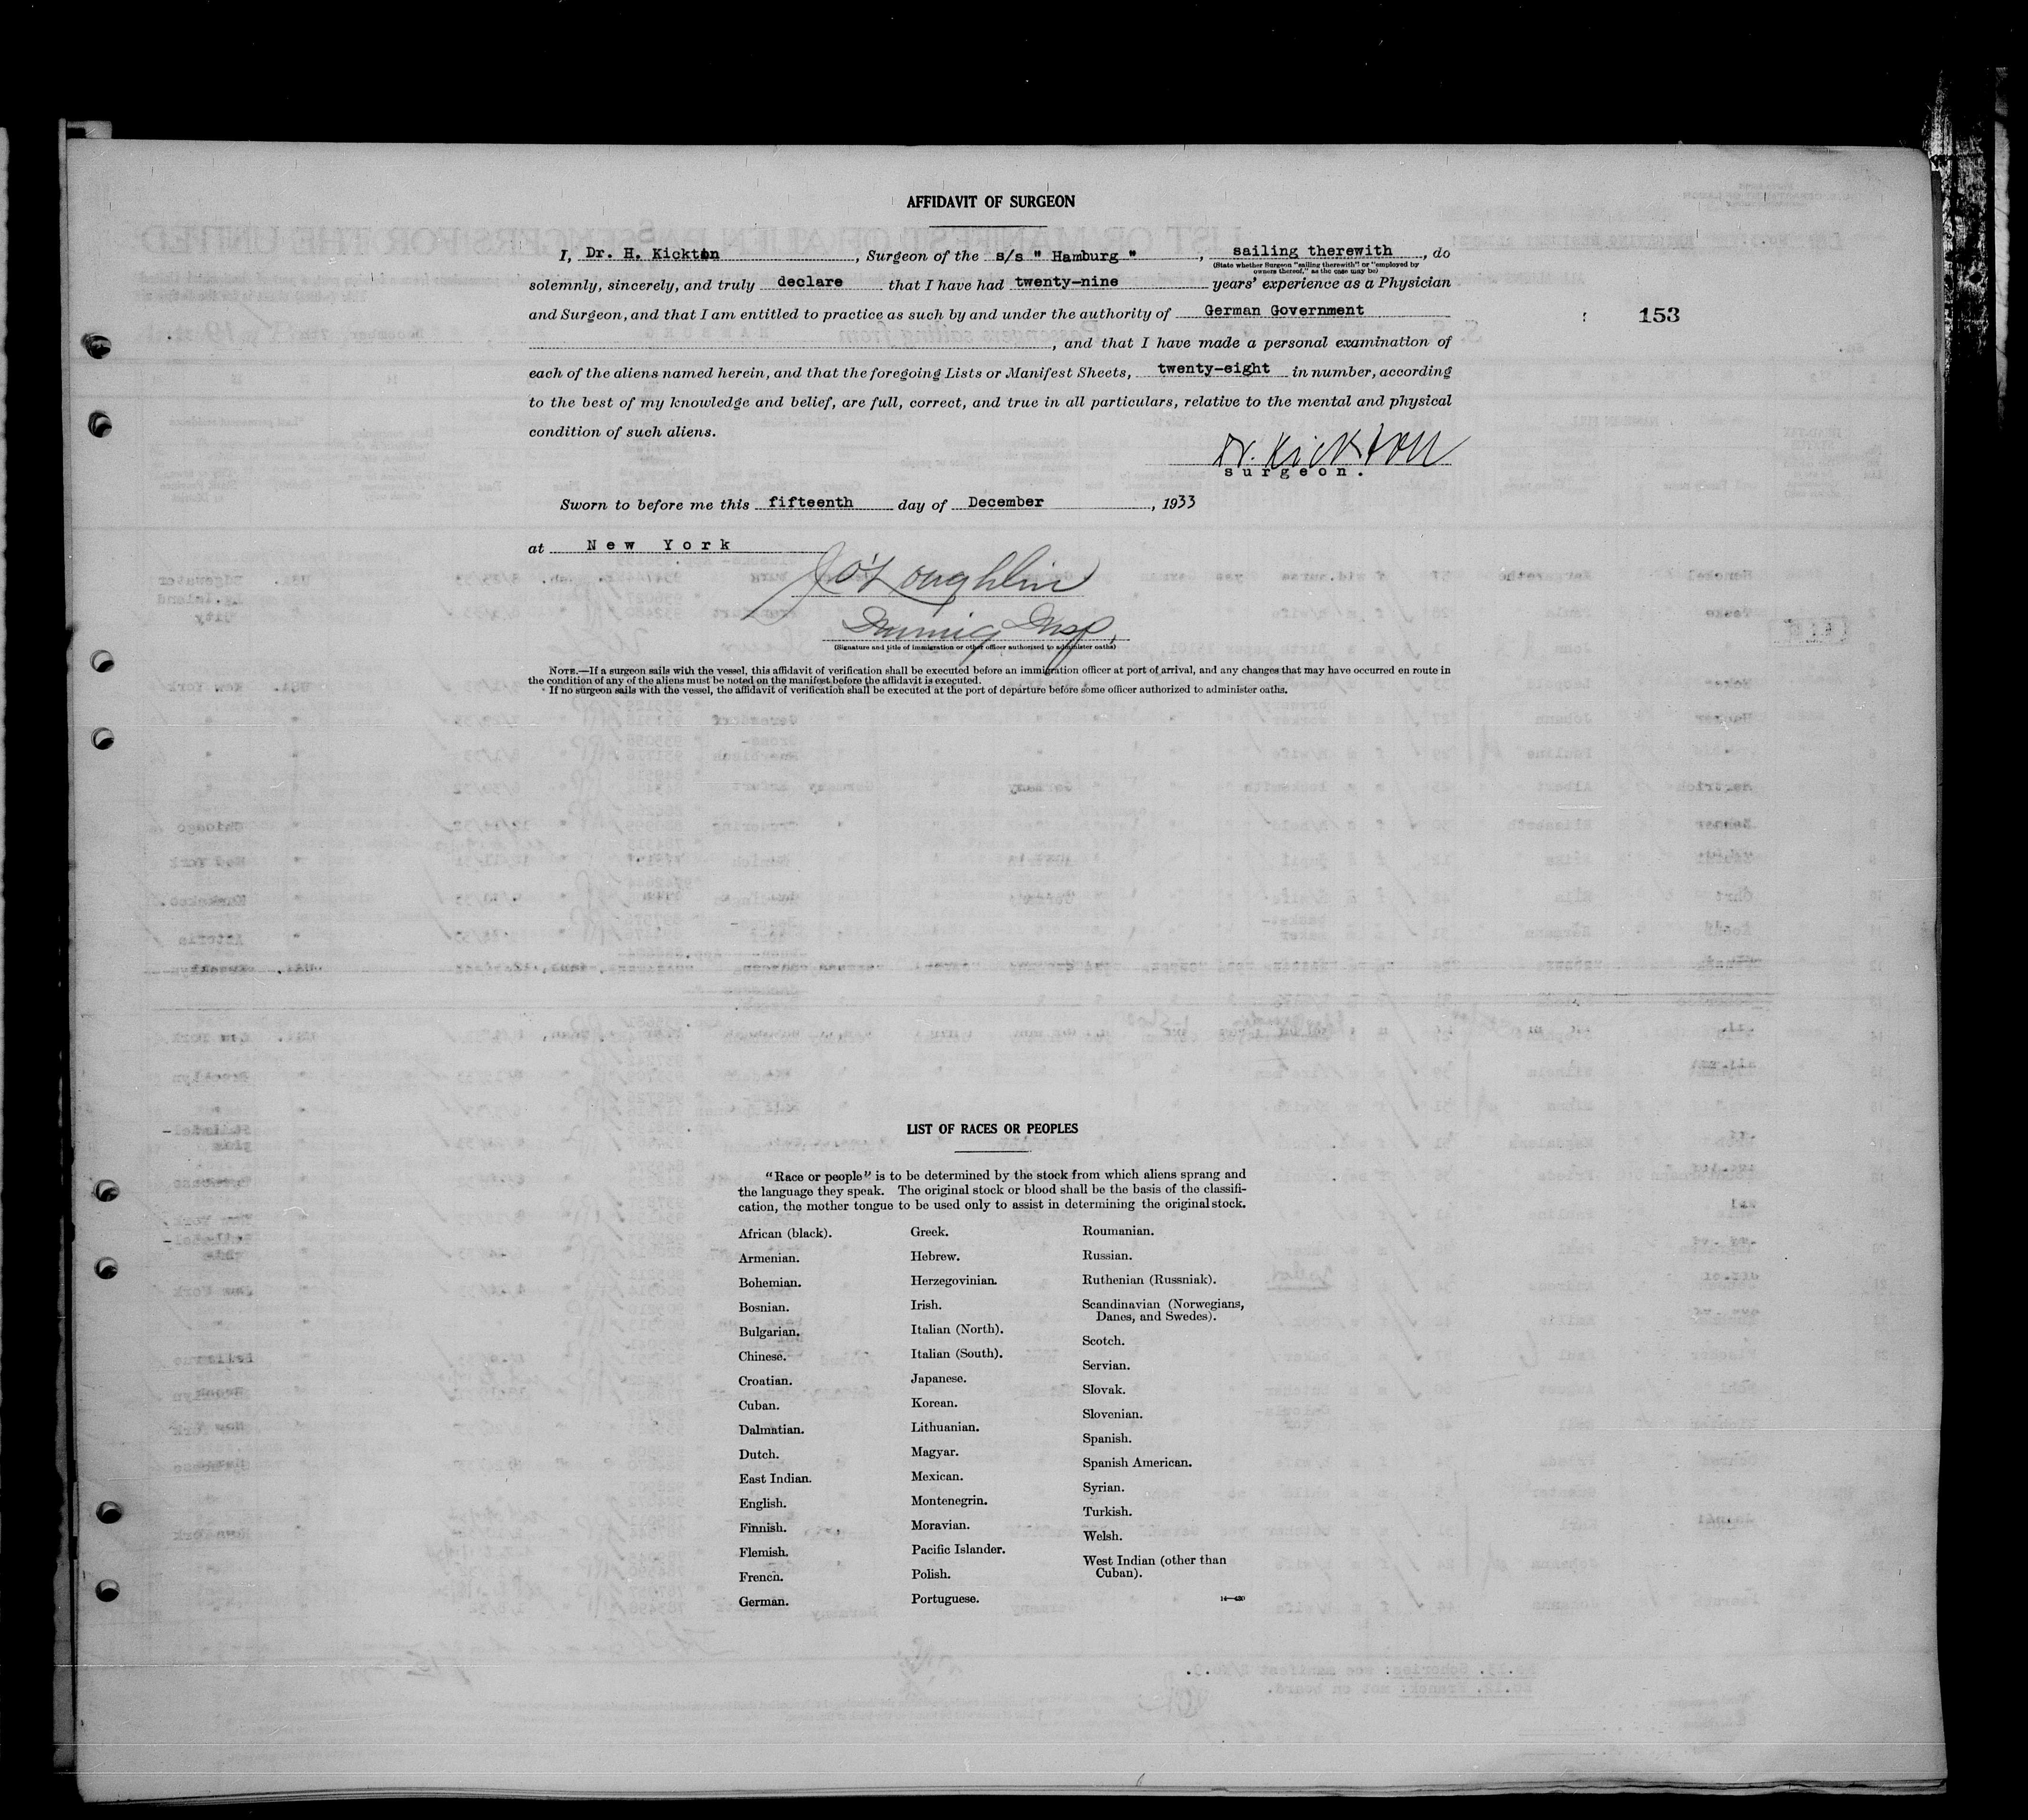 AFFIDAVIT OF SURGEON
I, Dr. H. Kickton, Surgeon of the s/s " Hamburg ", sailing therewith, do
(State whether Surgeon "sailing therewith" or "employed by
owners thereof," as the case may be)
solemnly, sincerely, and truly declare that I have had twenty-nine years' experience as a Physician
and Surgeon, and that I am entitled to practice as such by and under the authority of German Government
153
, and that I have made a personal examination of
each of the aliens named herein, and that the foregoing Lists or Manifest Sheets, twenty-eight in number, according
to the best of my knowledge and belief, are full, correct, and true in all particulars, relative to the mental and physical
condition of such aliens.
Dr. Kickton
surgeon.
Sworn to before me this fifteenth day of December, 1933
at New York
J O'Loughlin
Immig Insp.
(Signature and title of immigration or other officer authorized to administer oaths)
NOTE.—If a surgeon sails with the vessel, this affidavit of verification shall be executed before an immigration officer at port of arrival, and any changes that may have occurred en route in
the condition of any of the aliens must be noted on the manifest before the affidavit is executed.
If no surgeon sails with the vessel, the affidavit of verification shall be executed at the port of departure before some officer authorized to administer oaths.
LIST OF RACES OR PEOPLES
"Race or people" is to be determined by the stock from which aliens sprang and
the language they speak. The original stock or blood shall be the basis of the classifi-
cation, the mother tongue to be used only to assist in determining the original stock.
African (black).
Armenian.
Bohemian.
Bosnian.
Bulgarian.
Chinese.
Croatian.
Cuban.
Dalmatian.
Dutch.
East Indian.
English.
Finnish.
Flemish.
French.
German.
Greek.
Hebrew.
Herzegovinian.
Irish.
Italian (North).
Italian (South).
Japanese.
Korean.
Lithuanian.
Magyar.
Mexican.
Montenegrin.
Moravian.
Pacific Islander.
Polish.
Portuguese.
Roumanian.
Russian.
Ruthenian (Russniak).
Scandinavian (Norwegians,
Danes, and Swedes).
Scotch.
Servian.
Slovak.
Slovenian.
Spanish.
Spanish American.
Syrian.
Turkish.
Welsh.
West Indian (other than
Cuban).